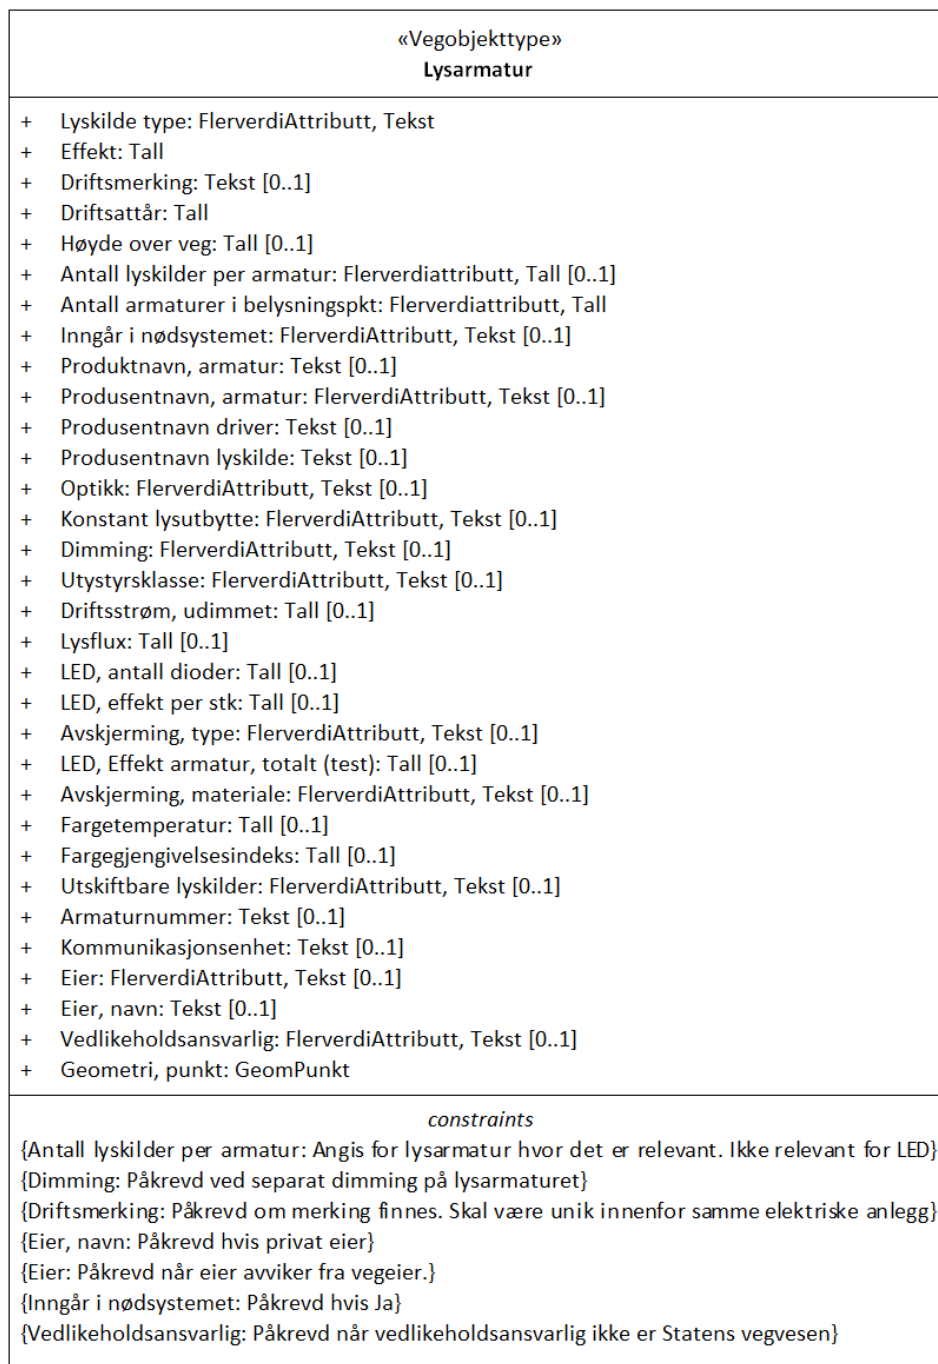 «Vegobjekttype»
Lysarmatur
+ Lyskilde type: FlerverdiAttributt, Tekst
+ Effekt: Tall
+ Driftsmerking: Tekst [0..1]
+ Driftsattår: Tall
+ Høyde over veg: Tall [0..1]
+ Antall lyskilder per armatur: Flerverdiattributt, Tall [0..1]
+ Antall armaturer i belysningspkt: Flerverdiattributt, Tall
+ Inngår i nødsystemet: FlerverdiAttributt, Tekst [0..1]
+ Produktnavn, armatur: Tekst [0..1]
+ Produsentnavn, armatur: FlerverdiAttributt, Tekst [0..1]
+ Produsentnavn driver: Tekst [0..1]
+ Produsentnavn lyskilde: Tekst [0..1]
+ Optikk: FlerverdiAttributt, Tekst [0..1]
+ Konstant lysutbytte: FlerverdiAttributt, Tekst [0..1]
+ Dimming: FlerverdiAttributt, Tekst [0..1]
+ Utystyrsklasse: FlerverdiAttributt, Tekst [0..1]
+ Driftsstrøm, udimmet: Tall [0..1]
+ Lysflux: Tall [0..1]
+ LED, antall dioder: Tall [0..1]
+ LED, effekt per stk: Tall [0..1]
+ Avskjerming, type: FlerverdiAttributt, Tekst [0..1]
+ LED, Effekt armatur, totalt (test): Tall [0..1]
+ Avskjerming, materiale: FlerverdiAttributt, Tekst [0..1]
+ Fargetemperatur: Tall [0..1]
+ Fargegjengivelsesindeks: Tall [0..1]
+ Utskiftbare lyskilder: FlerverdiAttributt, Tekst [0..1]
+ Armaturnummer: Tekst [0..1]
+ Kommunikasjonsenhet: Tekst [0..1]
+ Eier: FlerverdiAttributt, Tekst [0..1]
+ Eier, navn: Tekst [0..1]
+ Vedlikeholdsansvarlig: FlerverdiAttributt, Tekst [0..1]
+ Geometri, punkt: GeomPunkt
constraints
{Antall lyskilder per armatur: Angis for lysarmatur hvor det er relevant. Ikke relevant for LED}
{Dimming: Påkrevd ved separat dimming på lysarmaturet}
{Driftsmerking: Påkrevd om merking finnes. Skal være unik innenfor samme elektriske anlegg}
{Eier, navn: Påkrevd hvis privat eier}
{Eier: Påkrevd når eier avviker fra vegeier.}
{Inngår i nødsystemet: Påkrevd hvis Ja}
{Vedlikeholdsansvarlig: Påkrevd når vedlikeholdsansvarlig ikke er Statens vegvesen}